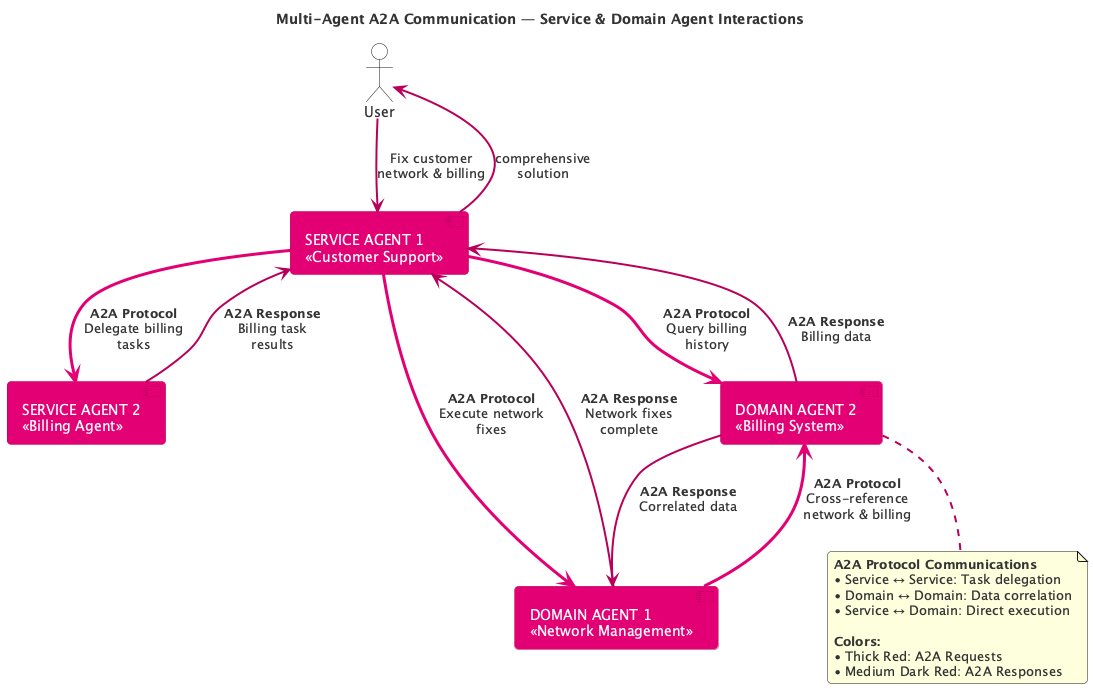 Multi-Agent A2A Communication — Service & Domain Agent Interactions
User
Fix customer
network & billing
comprehensive
solution
SERVICE AGENT 1
«Customer Support»
A2A Protocol
Delegate billing
tasks
A2A Response
Billing task
results
A2A Protocol
Query billing
history
A2A Response
Billing data
SERVICE AGENT 2
«Billing Agent»
A2A Protocol
Execute network
fixes
A2A Response
Network fixes
complete
DOMAIN AGENT 2
«Billing System»
A2A Response
Correlated data
A2A Protocol
Cross-reference
network & billing
DOMAIN AGENT 1
«Network Management»
A2A Protocol Communications
• Service ↔ Service: Task delegation
• Domain ↔ Domain: Data correlation
• Service ↔ Domain: Direct execution
Colors:
• Thick Red: A2A Requests
• Medium Dark Red: A2A Responses